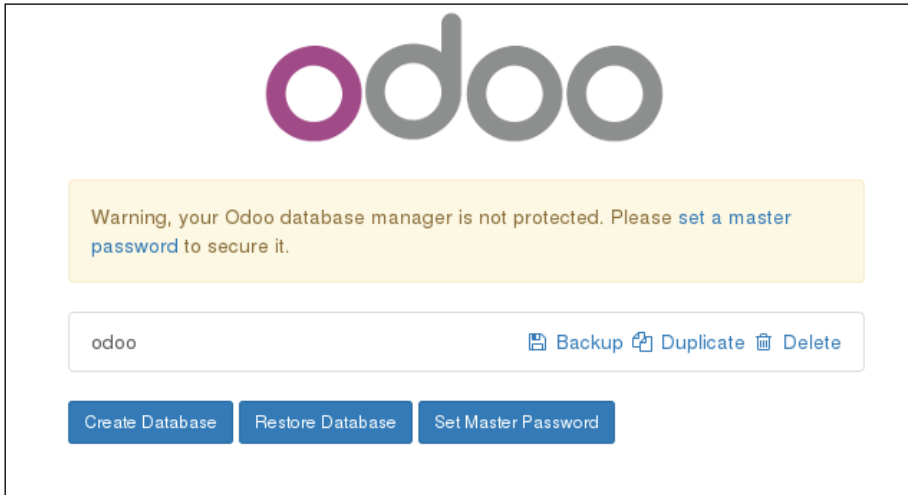 odoo
Warning, your Odoo database manager is not protected. Please set a master
password to secure it.
odoo Backup Duplicate Delete
Create Database Restore Database Set Master Password